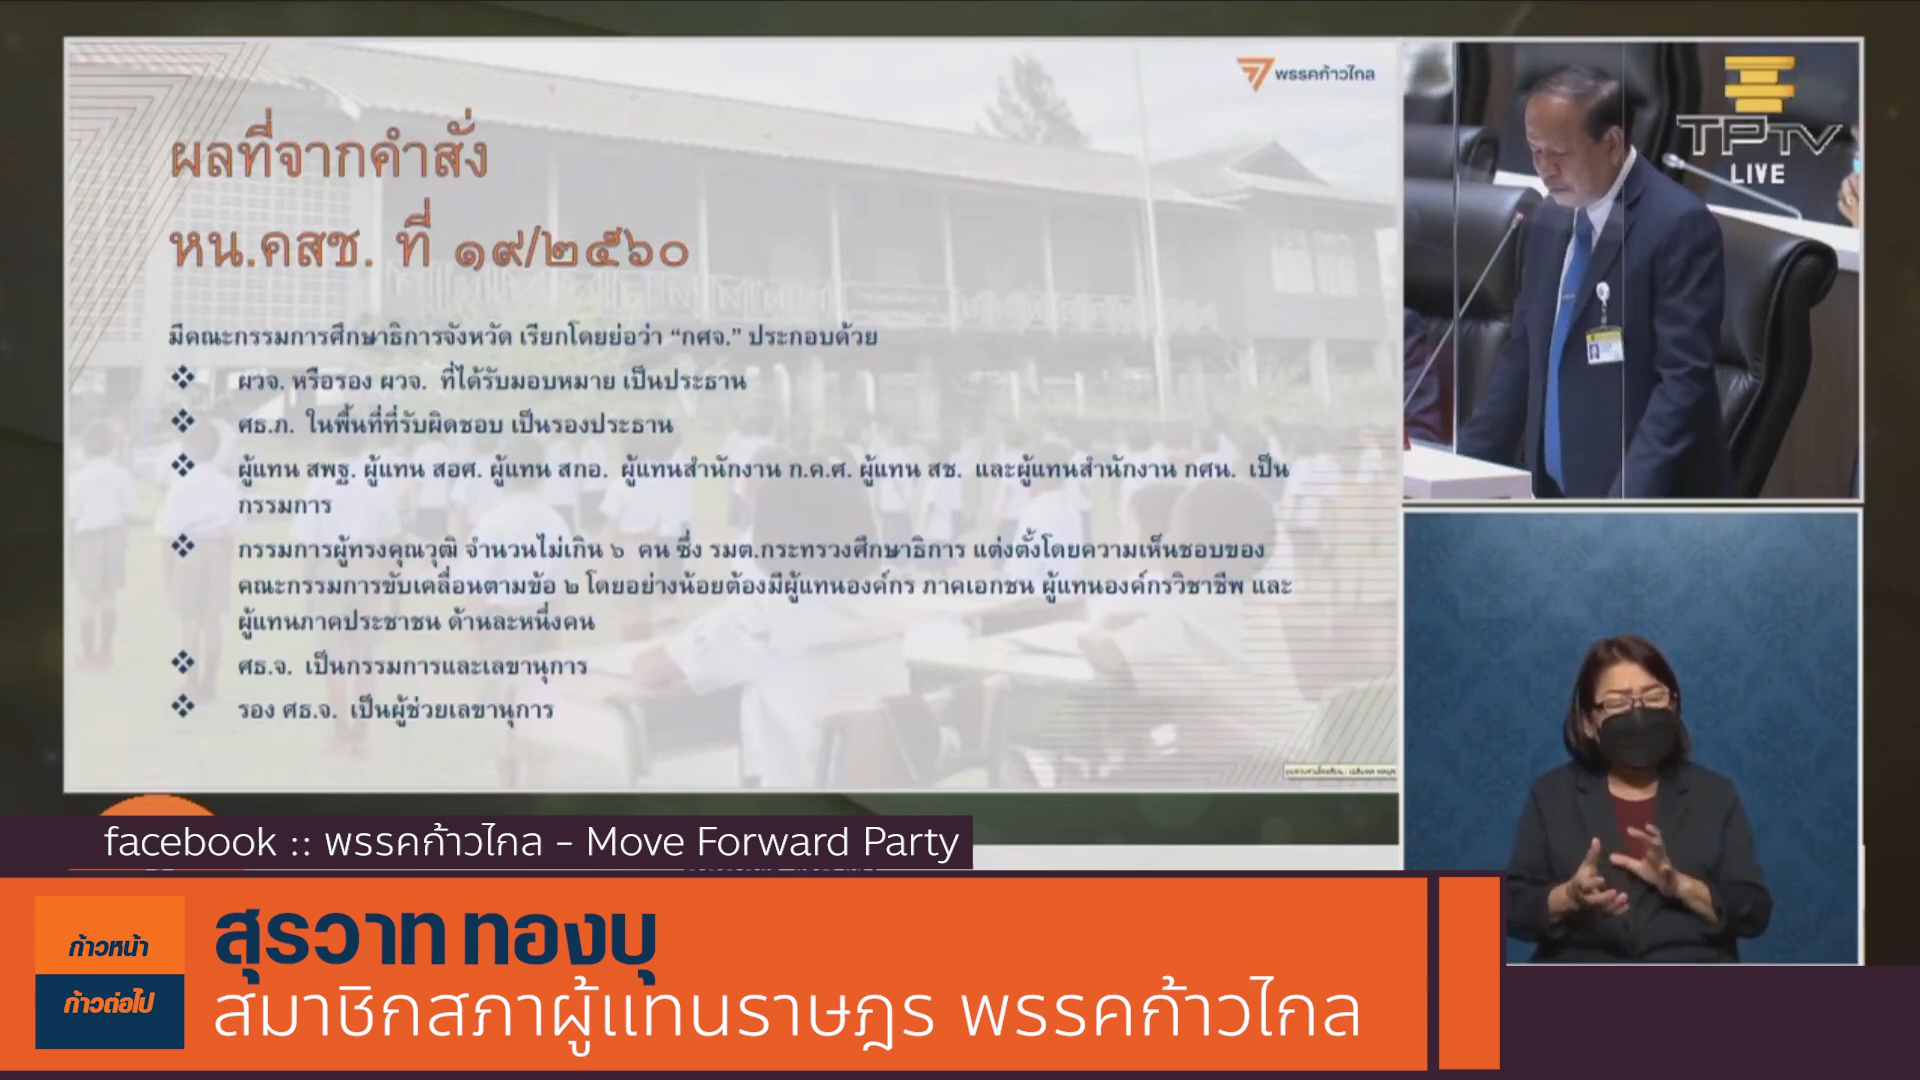 พรรคก้าวไกล
ผลที่จากคำสั่ง
หน.คสช. ที่ ๑๙/๒๕๖๐
มีคณะกรรมการศึกษาธิการจังหวัด เรียกโดยย่อว่า “กศจ.” ประกอบด้วย
❖ ผวจ. หรือรอง ผวจ. ที่ได้รับมอบหมาย เป็นประธาน
❖ ศธ.ภ. ในพื้นที่ที่รับผิดชอบ เป็นรองประธาน
❖ ผู้แทน สพฐ. ผู้แทน สอศ. ผู้แทน สกอ. ผู้แทนสำนักงาน ก.ค.ศ. ผู้แทน สช. และผู้แทนสำนักงาน กศน. เป็น
กรรมการ
❖ กรรมการผู้ทรงคุณวุฒิ จำนวนไม่เกิน ๖ คน ซึ่ง รมต.กระทรวงศึกษาธิการ แต่งตั้งโดยความเห็นชอบของ
คณะกรรมการขับเคลื่อนตามข้อ ๒ โดยอย่างน้อยต้องมีผู้แทนองค์กร ภาคเอกชน ผู้แทนองค์กรวิชาชีพ และ
ผู้แทนภาคประชาชน ด้านละหนึ่งคน
❖ ศธ.จ. เป็นกรรมการและเลขานุการ
❖ รอง ศธ.จ. เป็นผู้ช่วยเลขานุการ
TPTV
LIVE
facebook :: พรรคก้าวไกล - Move Forward Party
ก้าวหน้า
ก้าวต่อไป
สุรวาท ทองบุ
สมาชิกสภาผู้แทนราษฎร พรรคก้าวไกล